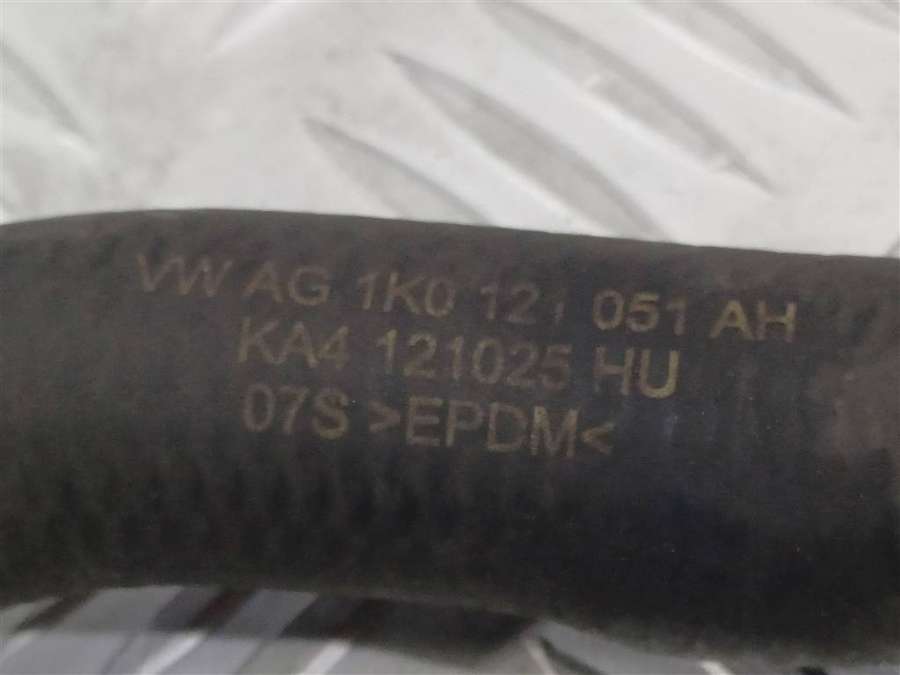 VW AG 1K0 121 051 AH
KA4 121025 HU
07S >EPDM<